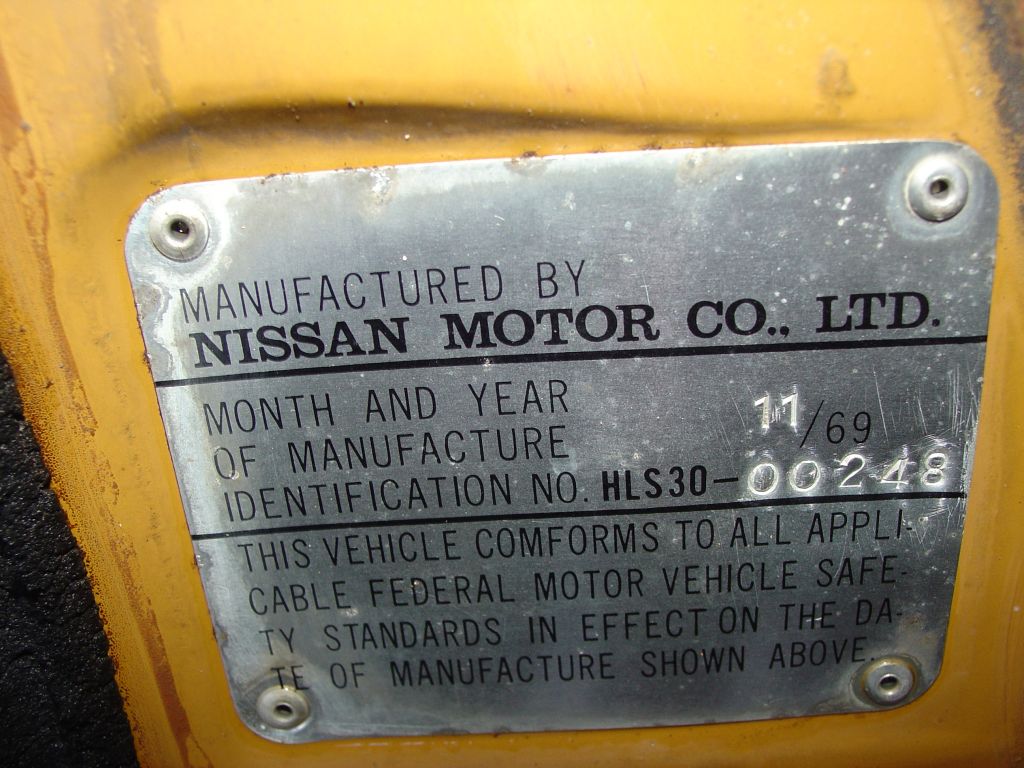 MANUFACTURED BY
NISSAN MOTOR CO., LTD.
MONTH AND YEAR
OF MANUFACTURE 11/69
IDENTIFICATION NO. HLS30-00248
THIS VEHICLE COMFORMS TO ALL APPLI-
CABLE FEDERAL MOTOR VEHICLE SAFE-
TY STANDARDS IN EFFECT ON THE DA-
TE OF MANUFACTURE SHOWN ABOVE.